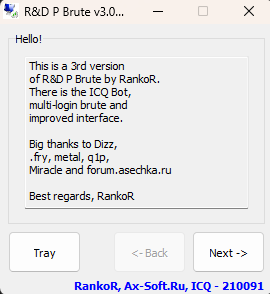 R&D P Brute v3.0...
Hello!
This is a 3rd version
of R&D P Brute by RankoR.
There is the ICQ Bot,
multi-login brute and
improved interface.
Big thanks to Dizz,
.fry, metal, q1p,
Miracle and forum.asechka.ru
Best regards, RankoR
Tray
<- Back
Next ->
RankoR, Ax-Soft.Ru, ICQ - 210091